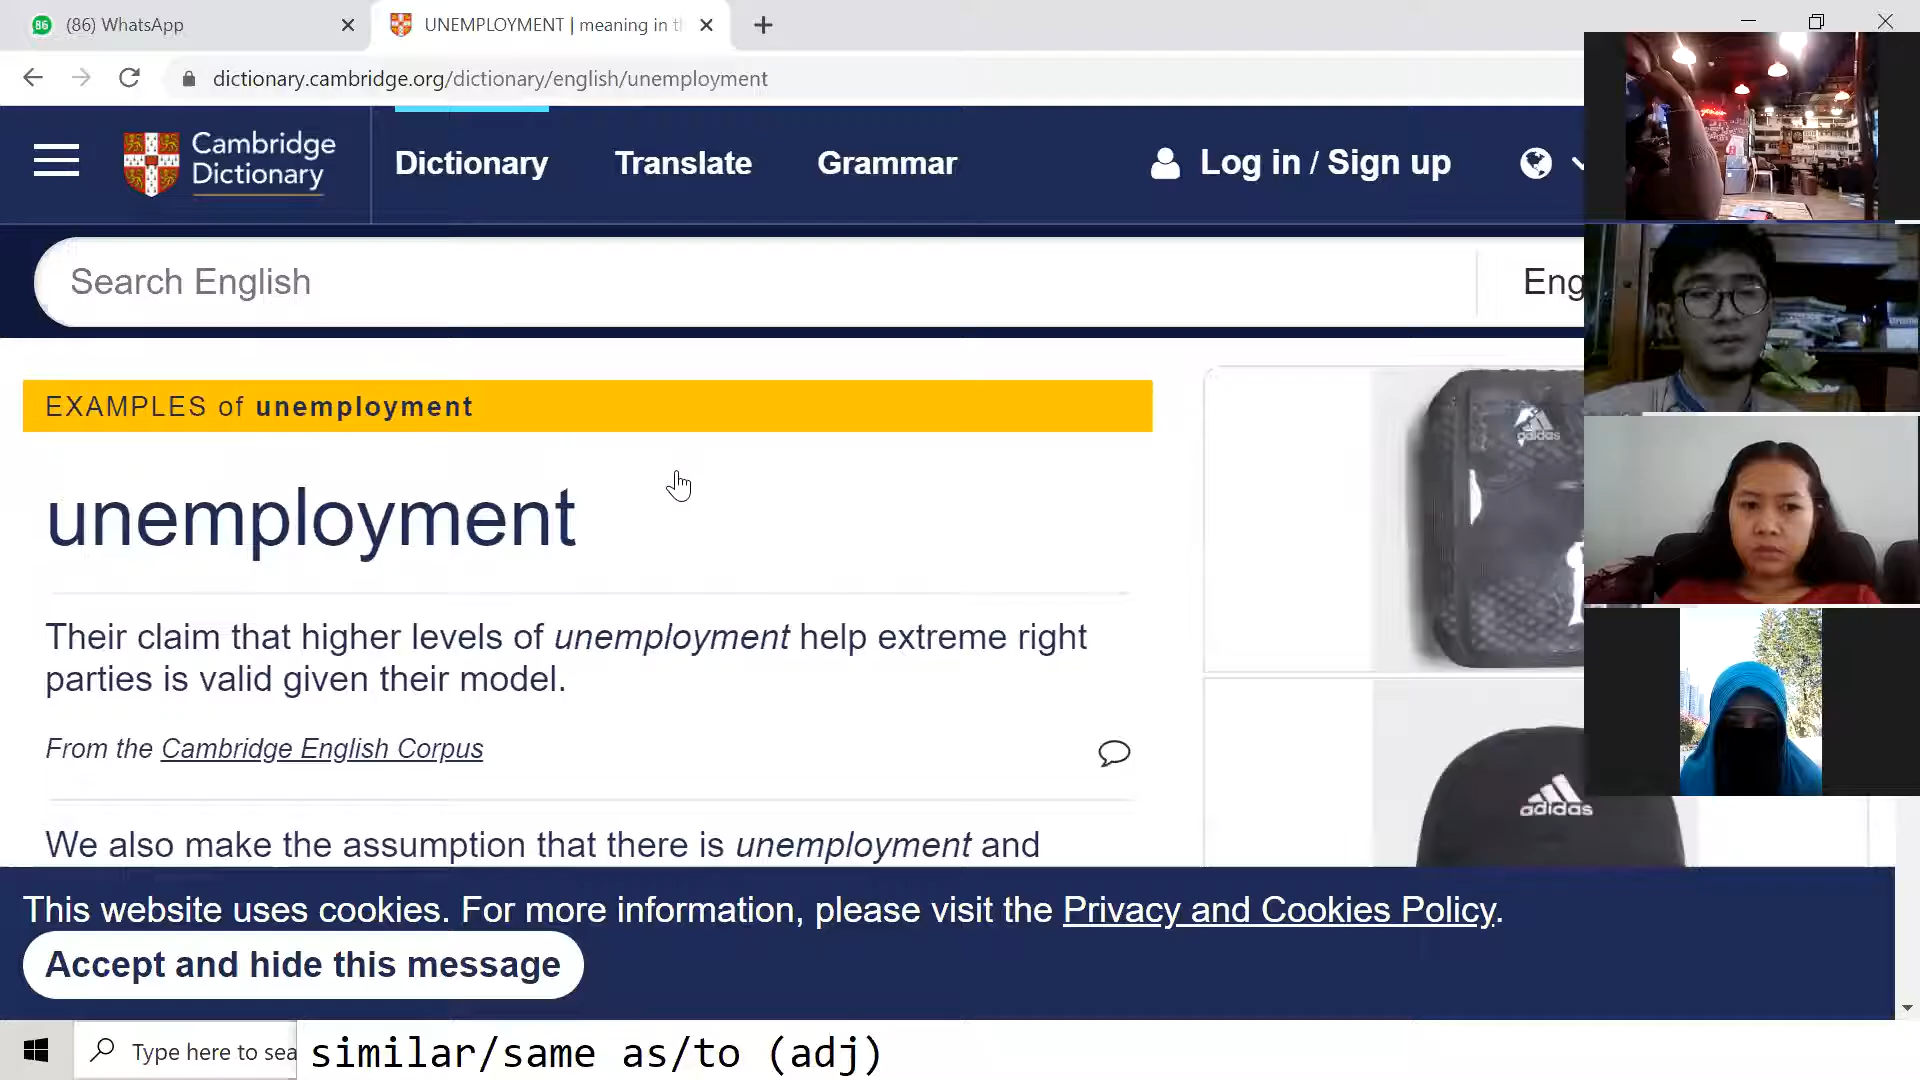 (86) WhatsApp
UNEMPLOYMENT | meaning in th
dictionary.cambridge.org/dictionary/english/unemployment
Cambridge
Dictionary
Dictionary
Translate
Grammar
Log in / Sign up
Search English
Eng
EXAMPLES of unemployment
unemployment
Their claim that higher levels of unemployment help extreme right
parties is valid given their model.
From the Cambridge English Corpus
We also make the assumption that there is unemployment and
adidas
adidas
This website uses cookies. For more information, please visit the Privacy and Cookies Policy.
Accept and hide this message
Type here to sea
similar/same as/to (adj)